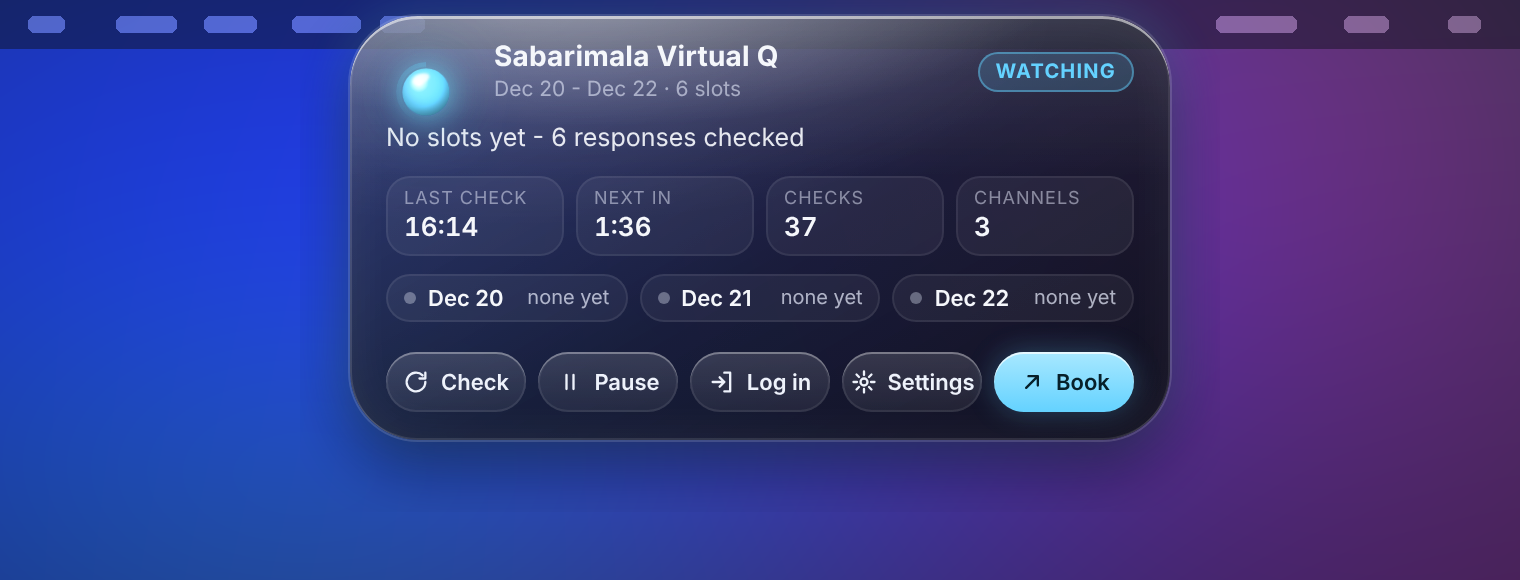 Sabarimala Virtual Q
Dec 20 - Dec 22 · 6 slots
WATCHING
No slots yet - 6 responses checked
LAST CHECK
16:14
NEXT IN
1:36
CHECKS
37
CHANNELS
3
Dec 20 none yet
Dec 21 none yet
Dec 22 none yet
Check
Pause
Log in
Settings
Book